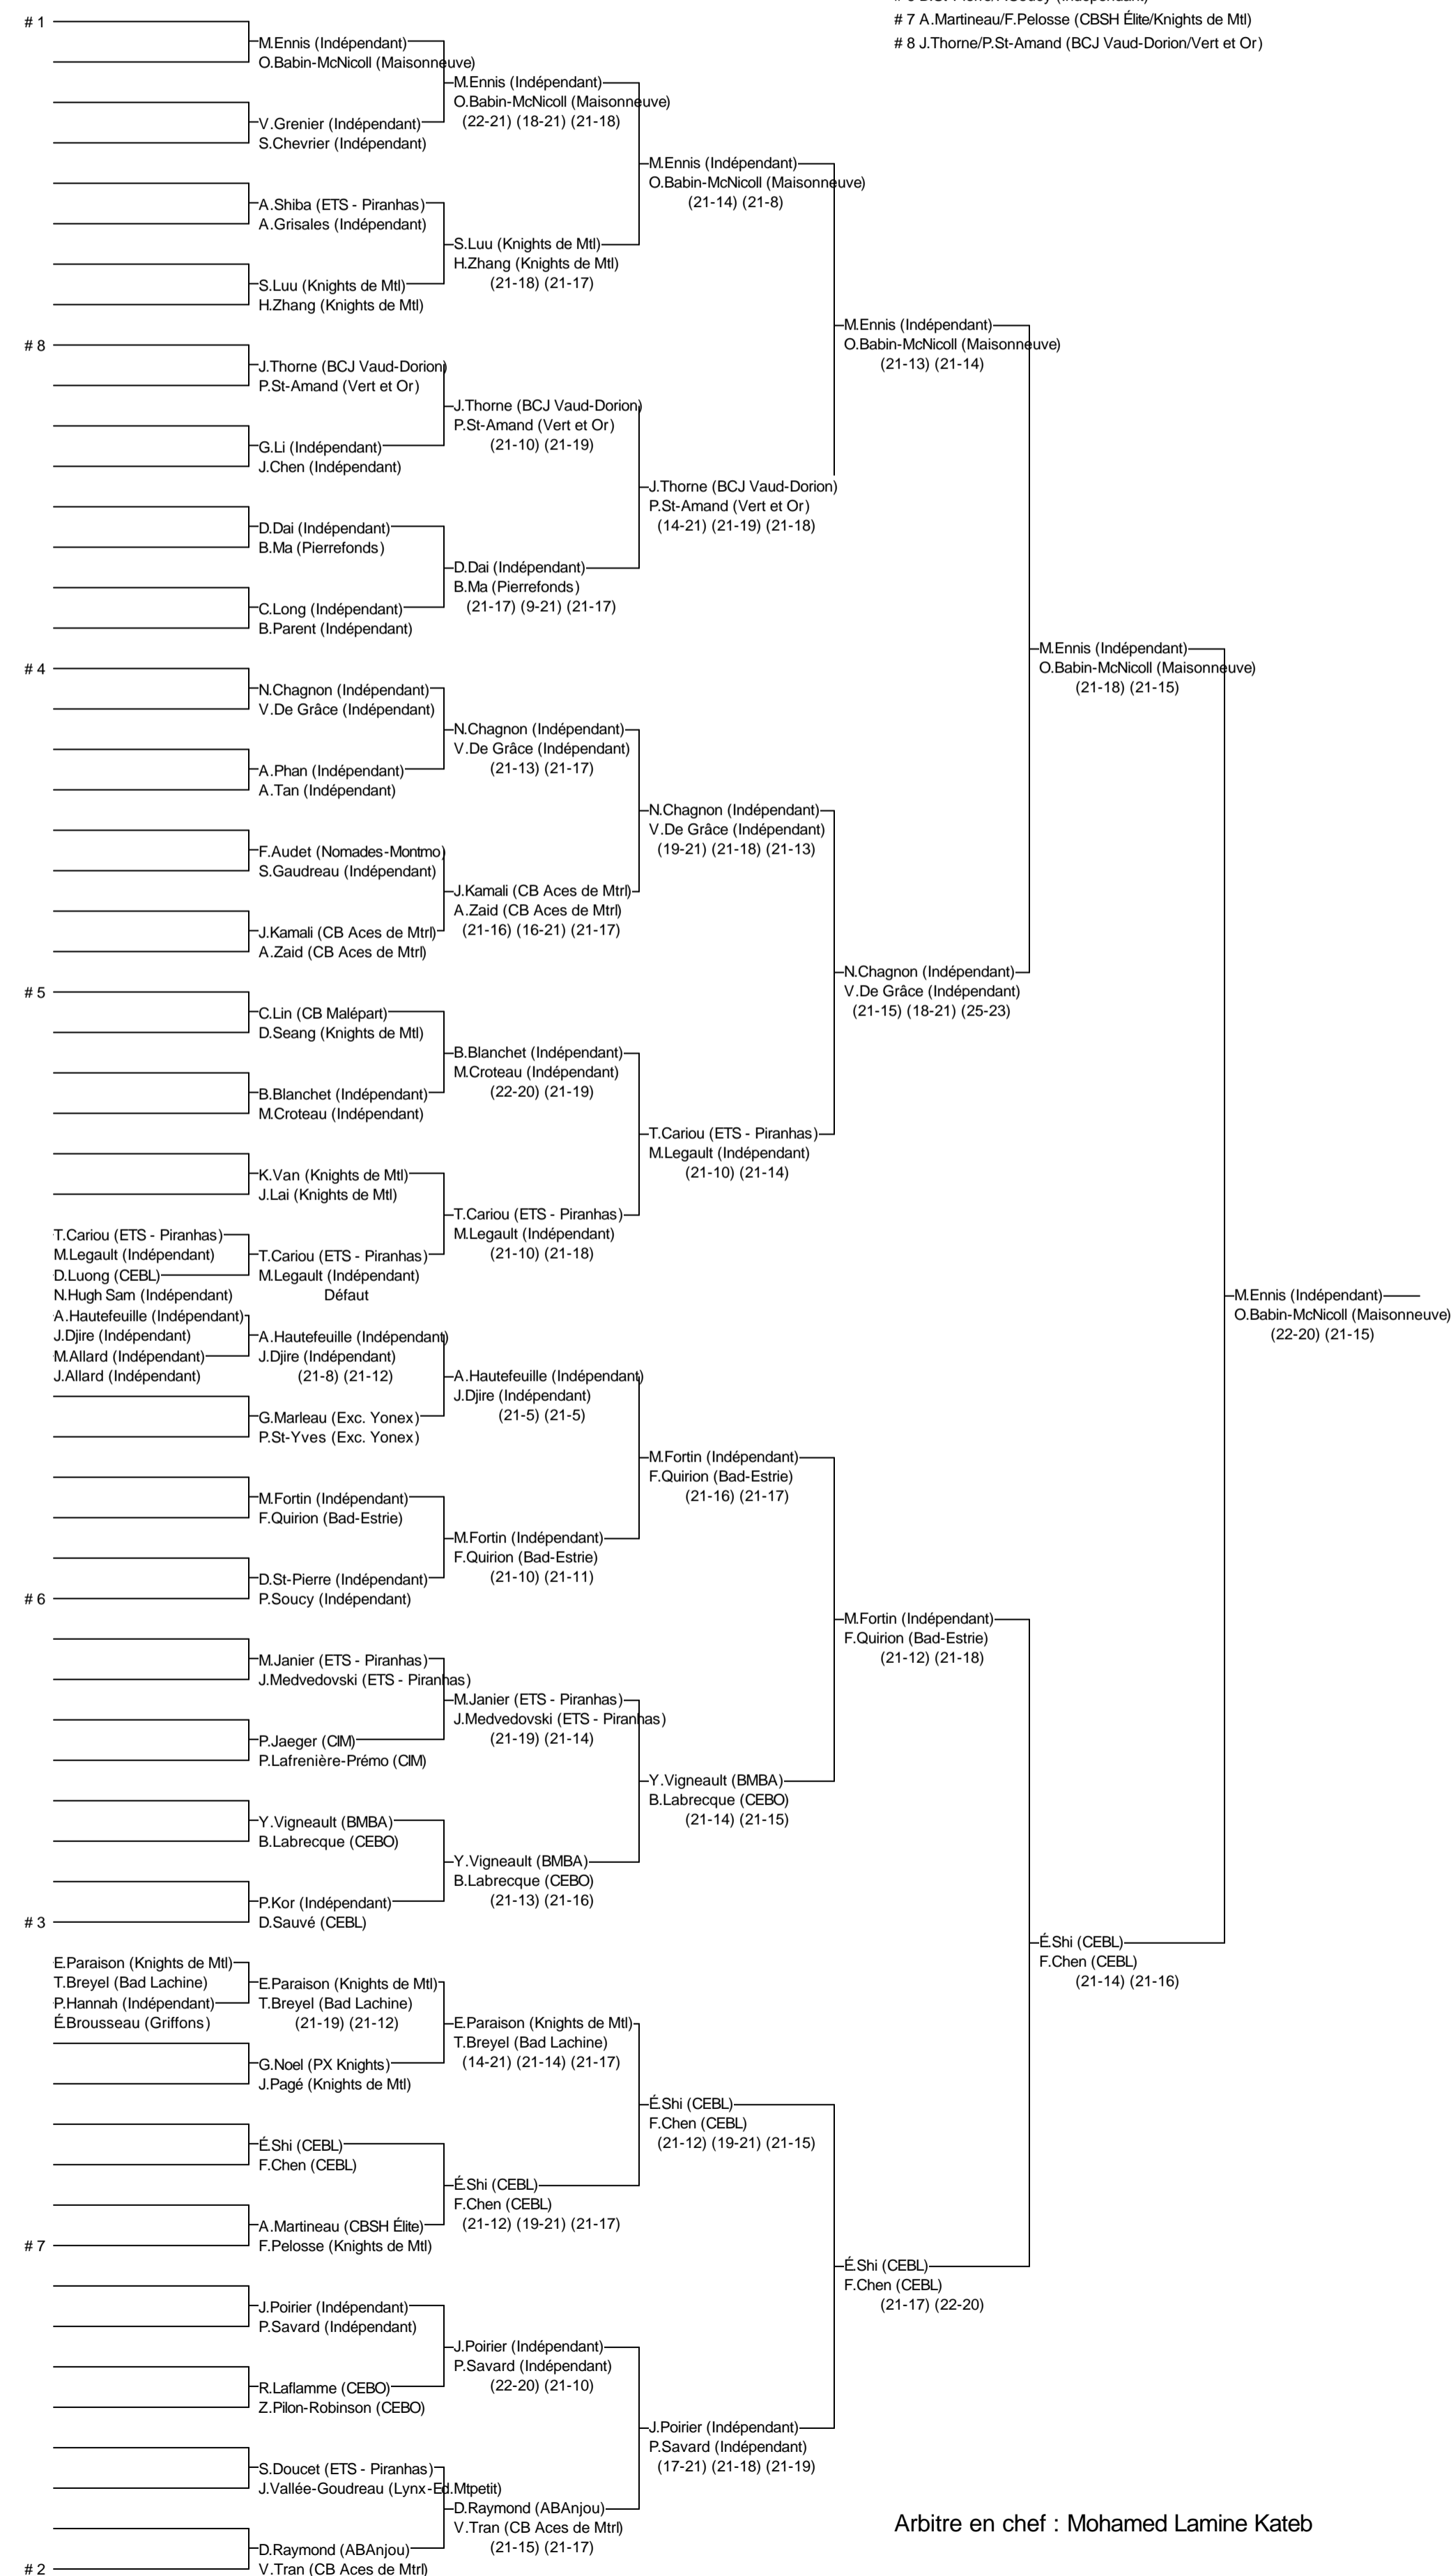 # 7 A.Martineau/F.Pelosse (CBSH Élite/Knights de Mtl)
# 8 J.Thorne/P.St-Amand (BCJ Vaud-Dorion/Vert et Or)
# 1
M.Ennis (Indépendant)
O.Babin-McNicoll (Maisonneuve)
M.Ennis (Indépendant)
O.Babin-McNicoll (Maisonneuve)
(22-21) (18-21) (21-18)
V.Grenier (Indépendant)
S.Chevrier (Indépendant)
M.Ennis (Indépendant)
O.Babin-McNicoll (Maisonneuve)
(21-14) (21-8)
A.Shiba (ETS - Piranhas)
A.Grisales (Indépendant)
S.Luu (Knights de Mtl)
H.Zhang (Knights de Mtl)
(21-18) (21-17)
S.Luu (Knights de Mtl)
H.Zhang (Knights de Mtl)
M.Ennis (Indépendant)
O.Babin-McNicoll (Maisonneuve)
(21-13) (21-14)
# 8
J.Thorne (BCJ Vaud-Dorion)
P.St-Amand (Vert et Or)
J.Thorne (BCJ Vaud-Dorion)
P.St-Amand (Vert et Or)
(21-10) (21-19)
G.Li (Indépendant)
J.Chen (Indépendant)
J.Thorne (BCJ Vaud-Dorion)
P.St-Amand (Vert et Or)
(14-21) (21-19) (21-18)
D.Dai (Indépendant)
B.Ma (Pierrefonds)
D.Dai (Indépendant)
B.Ma (Pierrefonds)
(21-17) (9-21) (21-17)
C.Long (Indépendant)
B.Parent (Indépendant)
M.Ennis (Indépendant)
O.Babin-McNicoll (Maisonneuve)
(21-18) (21-15)
# 4
N.Chagnon (Indépendant)
V.De Grâce (Indépendant)
N.Chagnon (Indépendant)
V.De Grâce (Indépendant)
(21-13) (21-17)
A.Phan (Indépendant)
A.Tan (Indépendant)
N.Chagnon (Indépendant)
V.De Grâce (Indépendant)
(19-21) (21-18) (21-13)
F.Audet (Nomades-Montmo)
S.Gaudreau (Indépendant)
J.Kamali (CB Aces de Mtrl)
A.Zaid (CB Aces de Mtrl)
(21-16) (16-21) (21-17)
J.Kamali (CB Aces de Mtrl)
A.Zaid (CB Aces de Mtrl)
N.Chagnon (Indépendant)
V.De Grâce (Indépendant)
(21-15) (18-21) (25-23)
# 5
C.Lin (CB Malépart)
D.Seang (Knights de Mtl)
B.Blanchet (Indépendant)
M.Croteau (Indépendant)
(22-20) (21-19)
B.Blanchet (Indépendant)
M.Croteau (Indépendant)
T.Cariou (ETS - Piranhas)
M.Legault (Indépendant)
(21-10) (21-14)
K.Van (Knights de Mtl)
J.Lai (Knights de Mtl)
T.Cariou (ETS - Piranhas)
M.Legault (Indépendant)
(21-10) (21-18)
T.Cariou (ETS - Piranhas)
M.Legault (Indépendant)
D.Luong (CEBL)
N.Hugh Sam (Indépendant)
T.Cariou (ETS - Piranhas)
M.Legault (Indépendant)
Défaut
M.Ennis (Indépendant)
O.Babin-McNicoll (Maisonneuve)
(22-20) (21-15)
A.Hautefeuille (Indépendant)
J.Djire (Indépendant)
M.Allard (Indépendant)
J.Allard (Indépendant)
A.Hautefeuille (Indépendant)
J.Djire (Indépendant)
(21-8) (21-12)
A.Hautefeuille (Indépendant)
J.Djire (Indépendant)
(21-5) (21-5)
G.Marleau (Exc. Yonex)
P.St-Yves (Exc. Yonex)
M.Fortin (Indépendant)
F.Quirion (Bad-Estrie)
(21-16) (21-17)
M.Fortin (Indépendant)
F.Quirion (Bad-Estrie)
M.Fortin (Indépendant)
F.Quirion (Bad-Estrie)
(21-10) (21-11)
D.St-Pierre (Indépendant)
P.Soucy (Indépendant)
# 6
M.Fortin (Indépendant)
F.Quirion (Bad-Estrie)
(21-12) (21-18)
M.Janier (ETS - Piranhas)
J.Medvedovski (ETS - Piranhas)
M.Janier (ETS - Piranhas)
J.Medvedovski (ETS - Piranhas)
(21-19) (21-14)
P.Jaeger (CIM)
P.Lafrenière-Prémo (CIM)
Y.Vigneault (BMBA)
B.Labrecque (CEBO)
(21-14) (21-15)
Y.Vigneault (BMBA)
B.Labrecque (CEBO)
Y.Vigneault (BMBA)
B.Labrecque (CEBO)
(21-13) (21-16)
P.Kor (Indépendant)
D.Sauvé (CEBL)
# 3
É.Shi (CEBL)
F.Chen (CEBL)
(21-14) (21-16)
E.Paraison (Knights de Mtl)
T.Breyel (Bad Lachine)
P.Hannah (Indépendant)
É.Brousseau (Griffons)
E.Paraison (Knights de Mtl)
T.Breyel (Bad Lachine)
(21-19) (21-12)
E.Paraison (Knights de Mtl)
T.Breyel (Bad Lachine)
(14-21) (21-14) (21-17)
G.Noel (PX Knights)
J.Pagé (Knights de Mtl)
É.Shi (CEBL)
F.Chen (CEBL)
(21-12) (19-21) (21-15)
É.Shi (CEBL)
F.Chen (CEBL)
É.Shi (CEBL)
F.Chen (CEBL)
(21-12) (19-21) (21-17)
A.Martineau (CBSH Élite)
F.Pelosse (Knights de Mtl)
# 7
É.Shi (CEBL)
F.Chen (CEBL)
(21-17) (22-20)
J.Poirier (Indépendant)
P.Savard (Indépendant)
J.Poirier (Indépendant)
P.Savard (Indépendant)
(22-20) (21-10)
R.Laflamme (CEBO)
Z.Pilon-Robinson (CEBO)
J.Poirier (Indépendant)
P.Savard (Indépendant)
(17-21) (21-18) (21-19)
S.Doucet (ETS - Piranhas)
J.Vallée-Goudreau (Lynx-Ed.Mtpetit)
D.Raymond (ABAnjou)
V.Tran (CB Aces de Mtrl)
(21-15) (21-17)
D.Raymond (ABAnjou)
V.Tran (CB Aces de Mtrl)
# 2
Arbitre en chef : Mohamed Lamine Kateb